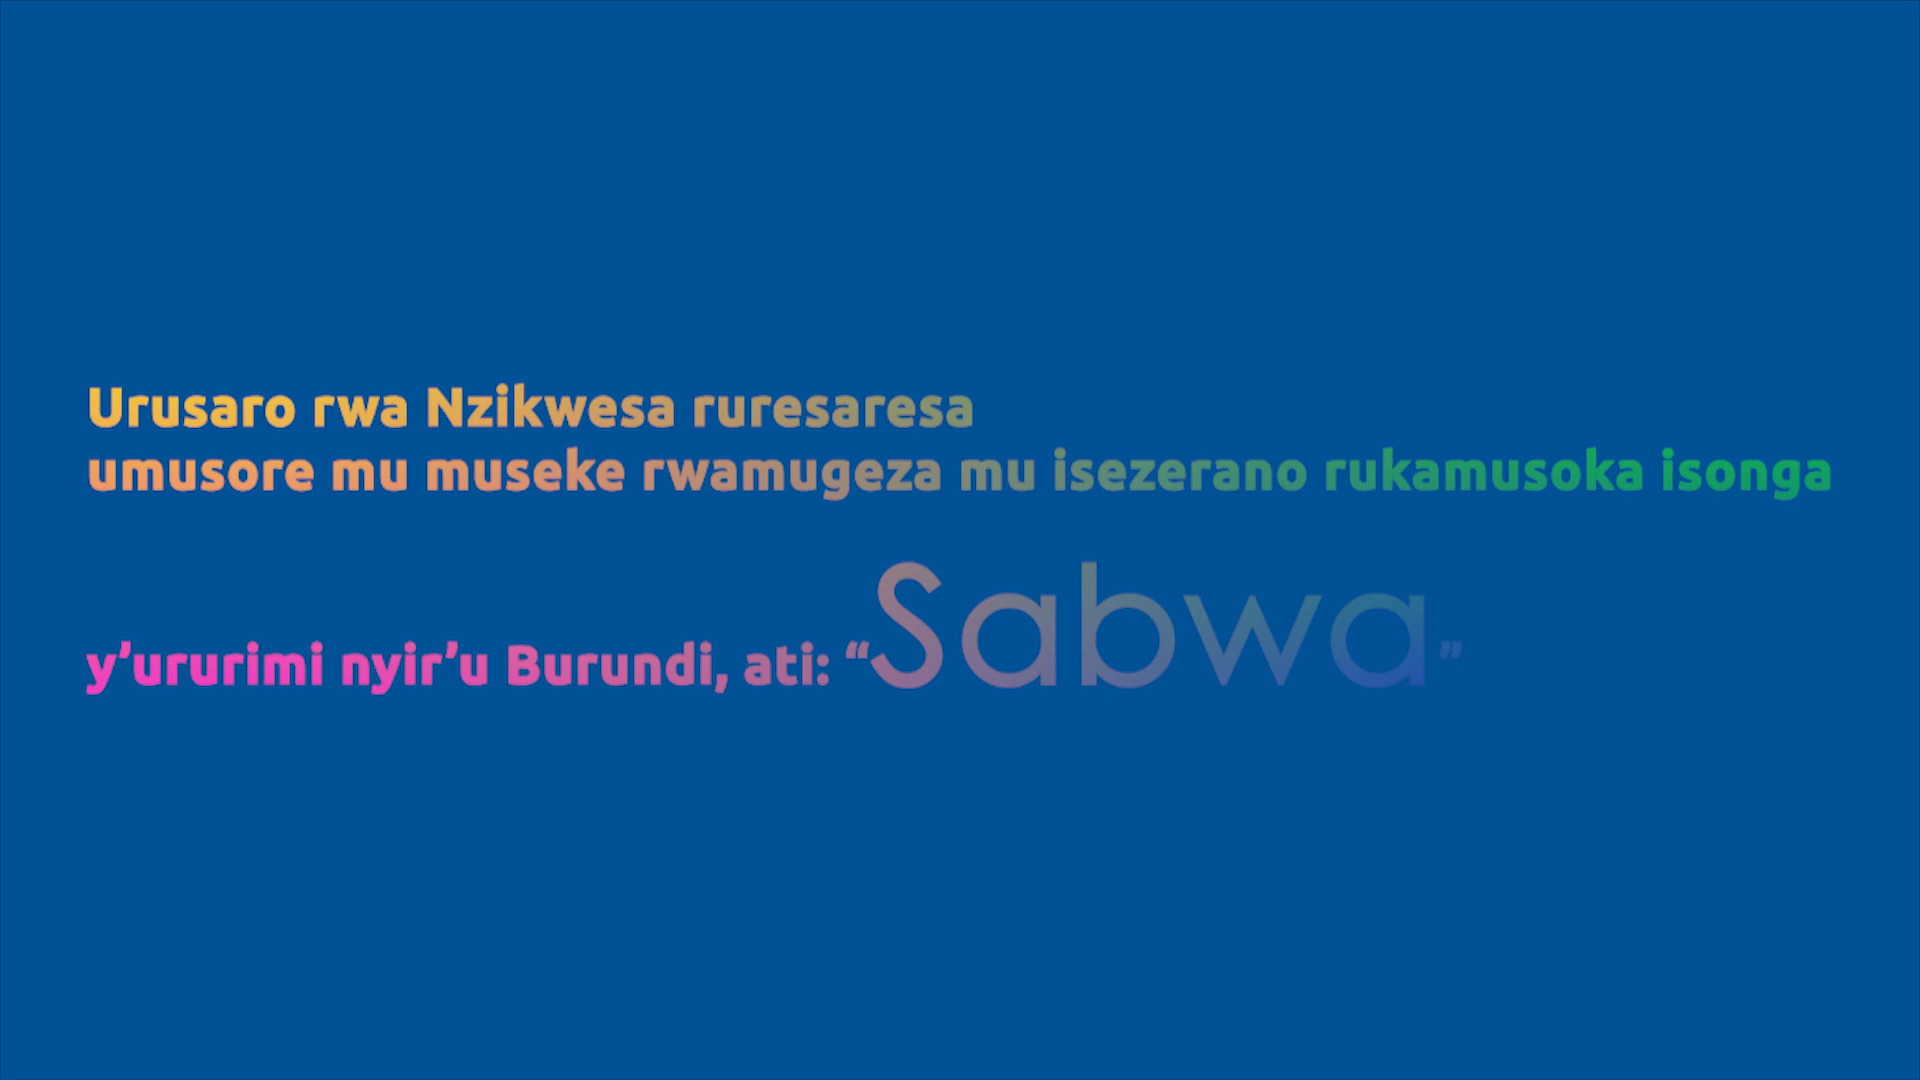 Urusaro rwa Nzikwesa ruresaresa
umusore mu museke rwamugeza mu isezerano rukamusoka isonga
y’ururimi nyir’u Burundi, ati: “Sabwa”